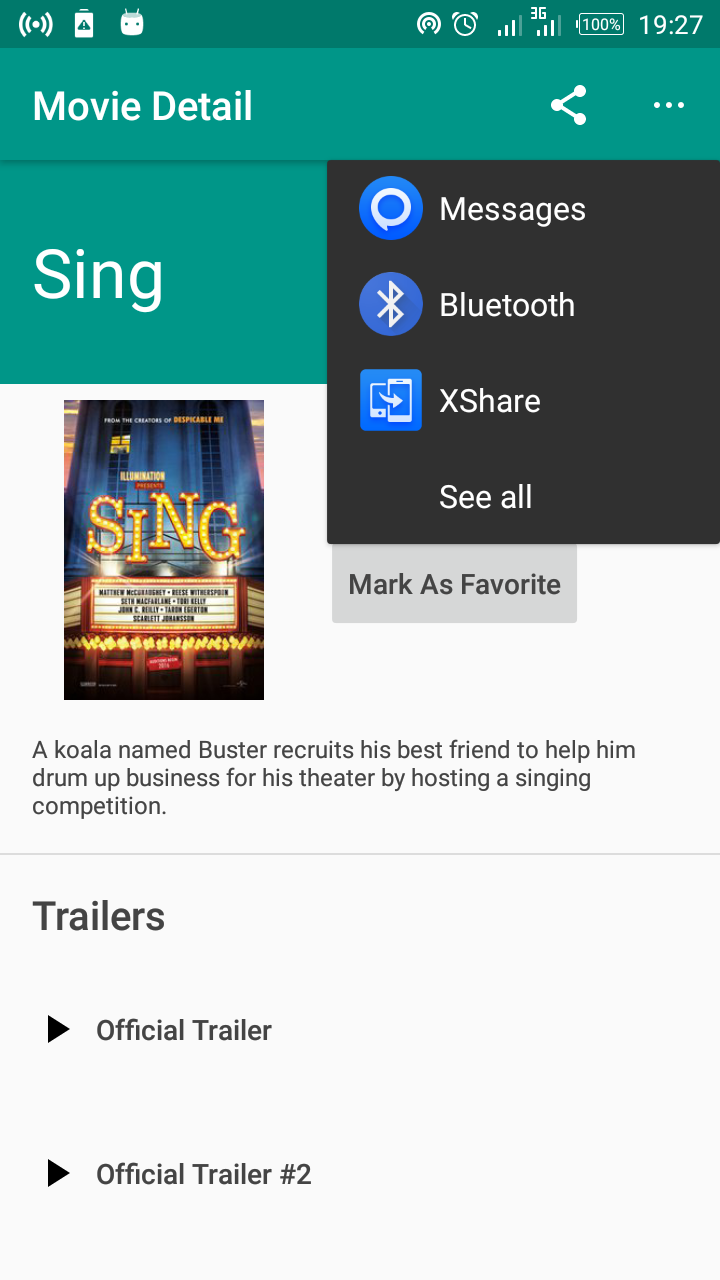 3G
100%
19:27
Movie Detail
Messages
Sing
Bluetooth
XShare
See all
FROM THE CREATORS OF DESPICABLE ME
ILLUMINATION
PRESENTS
SING
MATTHEW McCONAUGHEY • REESE WITHERSPOON
SETH MACFARLANE • TORI KELLY
JOHN C. REILLY • TARON EGERTON
SCARLETT JOHANSSON
2016
Mark As Favorite
A koala named Buster recruits his best friend to help him
drum up business for his theater by hosting a singing
competition.
Trailers
Official Trailer
Official Trailer #2